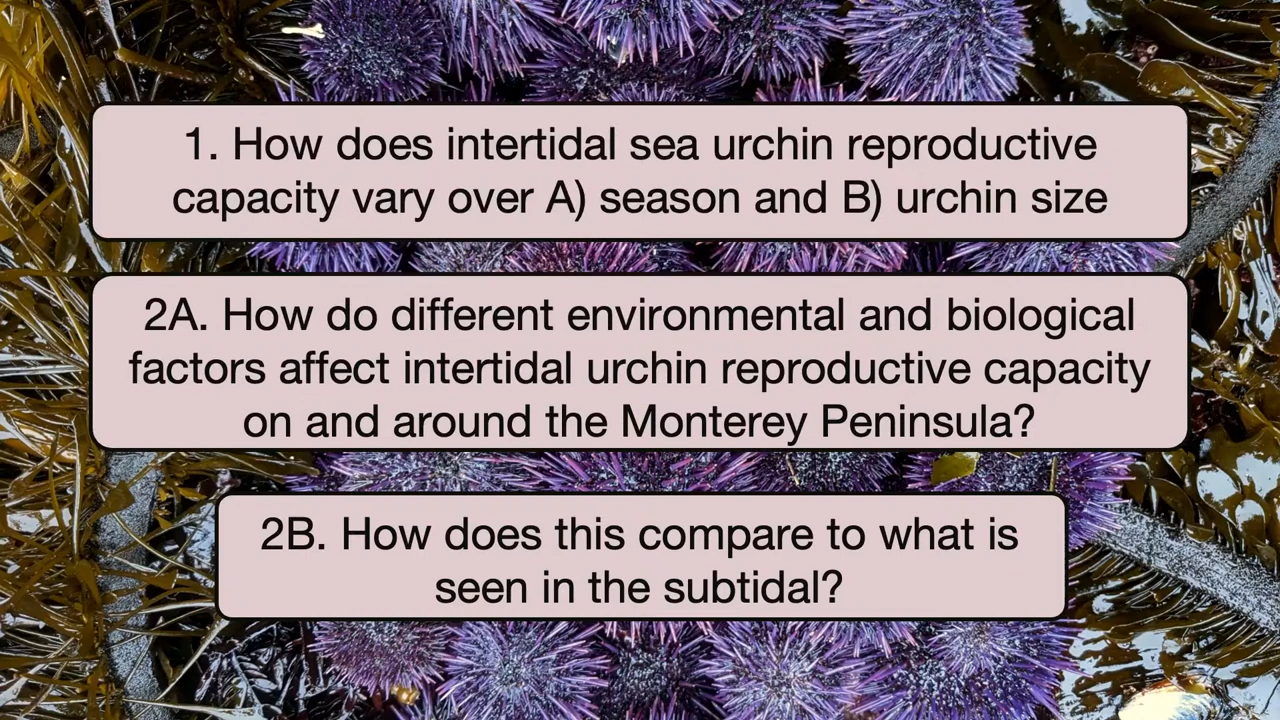 1. How does intertidal sea urchin reproductive
capacity vary over A) season and B) urchin size
2A. How do different environmental and biological
factors affect intertidal urchin reproductive capacity
on and around the Monterey Peninsula?
2B. How does this compare to what is
seen in the subtidal?